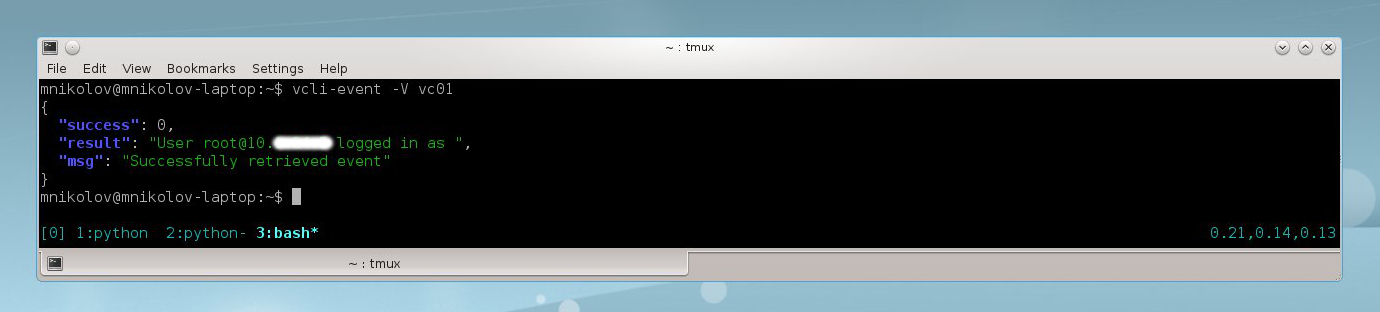 ~ : tmux
File Edit View Bookmarks Settings Help
mnikolov@mnikolov-laptop:~$ vcli-event -V vc01
{
  "success": 0,
  "result": "User root@10. logged in as ",
  "msg": "Successfully retrieved event"
}
mnikolov@mnikolov-laptop:~$
[0] 1:python  2:python- 3:bash* 0.21,0.14,0.13
~ : tmux